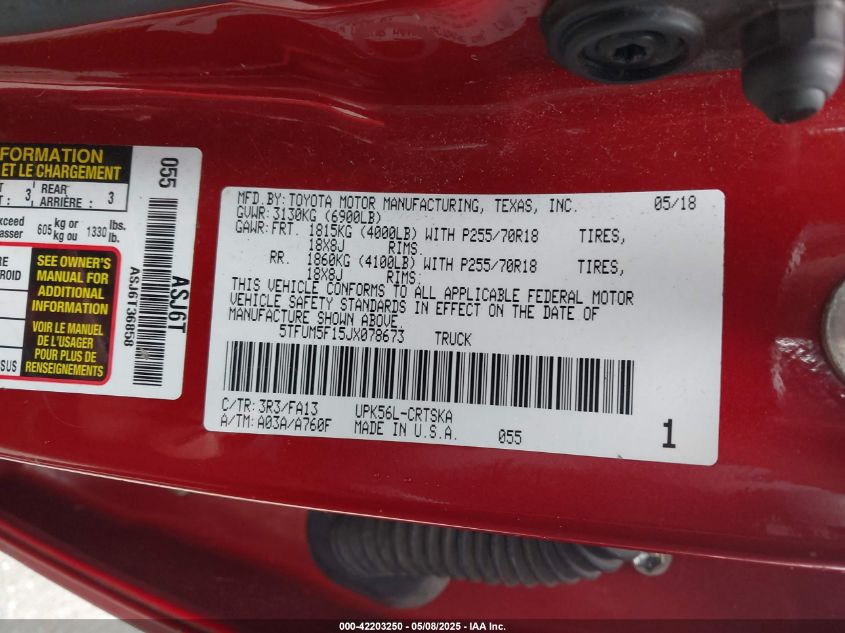 FORMATION
ET LE CHARGEMENT
3 REAR ARRIÈRE : 3
605 kg or kg ou 1330 lbs. lb.
SEE OWNER'S
MANUAL FOR
ADDITIONAL
INFORMATION
VOIR LE MANUEL
DE L'USAGER
POUR PLUS DE
RENSEIGNEMENTS
055
ASJ6T
ASJ6T36858
MFD.BY:TOYOTA MOTOR MANUFACTURING, TEXAS, INC. 05/18
GVWR:3130KG (6900LB)
GAWR:FRT. 1815KG (4000LB) WITH P255/70R18 TIRES,
18X8J RIMS.
RR. 1860KG (4100LB) WITH P255/70R18 TIRES,
18X8J RIMS.
THIS VEHICLE CONFORMS TO ALL APPLICABLE FEDERAL MOTOR
VEHICLE SAFETY STANDARDS IN EFFECT ON THE DATE OF
MANUFACTURE SHOWN ABOVE.
5TFUM5F15JX078673 TRUCK
C/TR:3R3/FA13 UPK56L-CRTSKA
A/TM:A03A/A760F MADE IN U.S.A. 055 1
000-42203250 - 05/08/2025 - IAA Inc.